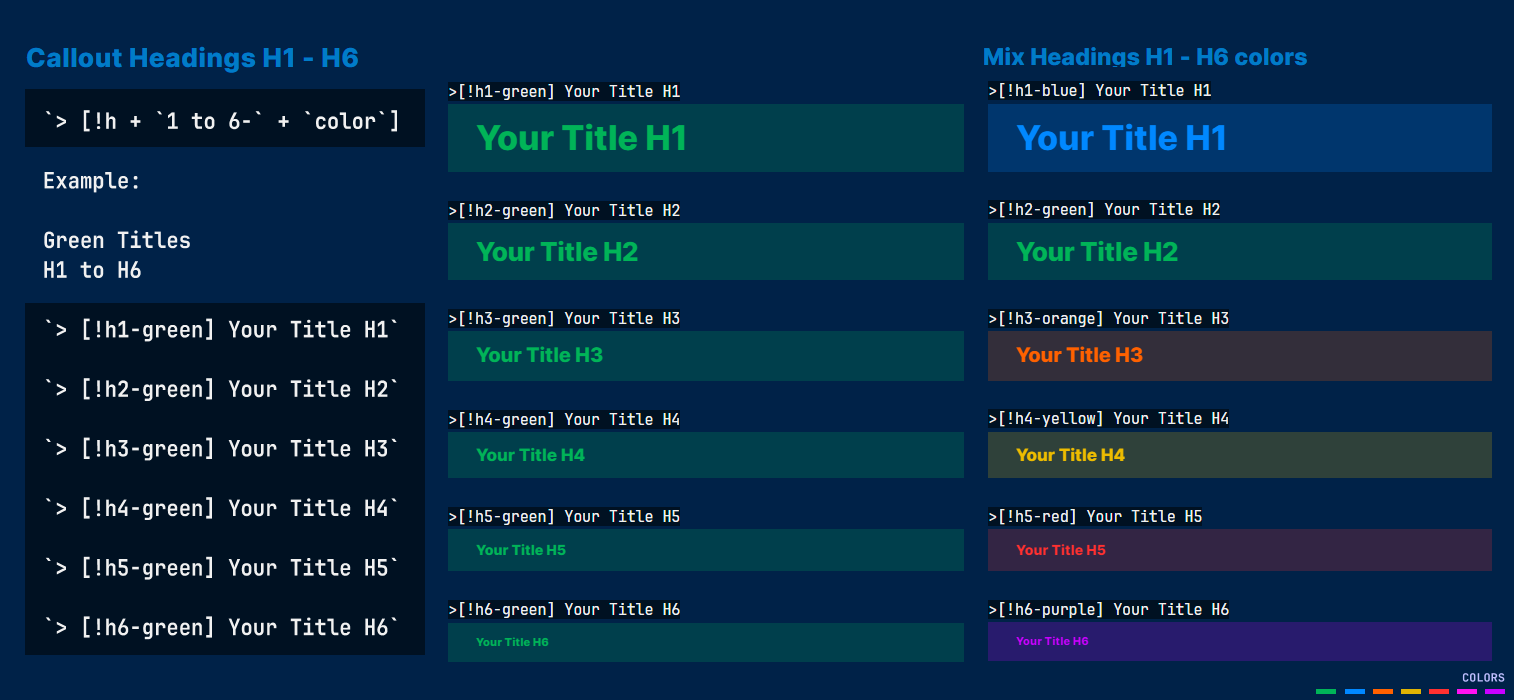 Callout Headings H1 - H6
`> [!h + `1 to 6-` + `color`]
Example:
Green Titles
H1 to H6
`> [!h1-green] Your Title H1`
`> [!h2-green] Your Title H2`
`> [!h3-green] Your Title H3`
`> [!h4-green] Your Title H4`
`> [!h5-green] Your Title H5`
`> [!h6-green] Your Title H6`
>[!h1-green] Your Title H1
Your Title H1
>[!h2-green] Your Title H2
Your Title H2
>[!h3-green] Your Title H3
Your Title H3
>[!h4-green] Your Title H4
Your Title H4
>[!h5-green] Your Title H5
Your Title H5
>[!h6-green] Your Title H6
Your Title H6
Mix Headings H1 - H6 colors
>[!h1-blue] Your Title H1
Your Title H1
>[!h2-green] Your Title H2
Your Title H2
>[!h3-orange] Your Title H3
Your Title H3
>[!h4-yellow] Your Title H4
Your Title H4
>[!h5-red] Your Title H5
Your Title H5
>[!h6-purple] Your Title H6
Your Title H6
COLORS